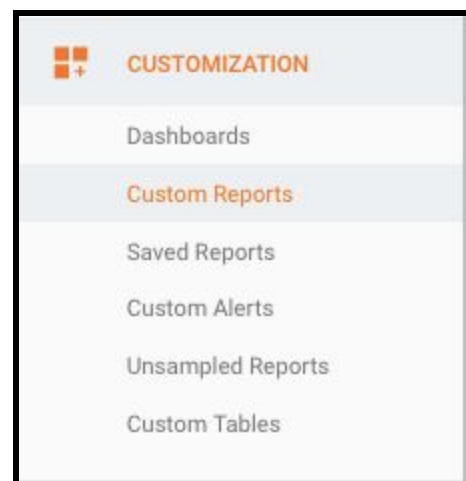 CUSTOMIZATION
Dashboards
Custom Reports
Saved Reports
Custom Alerts
Unsampled Reports
Custom Tables